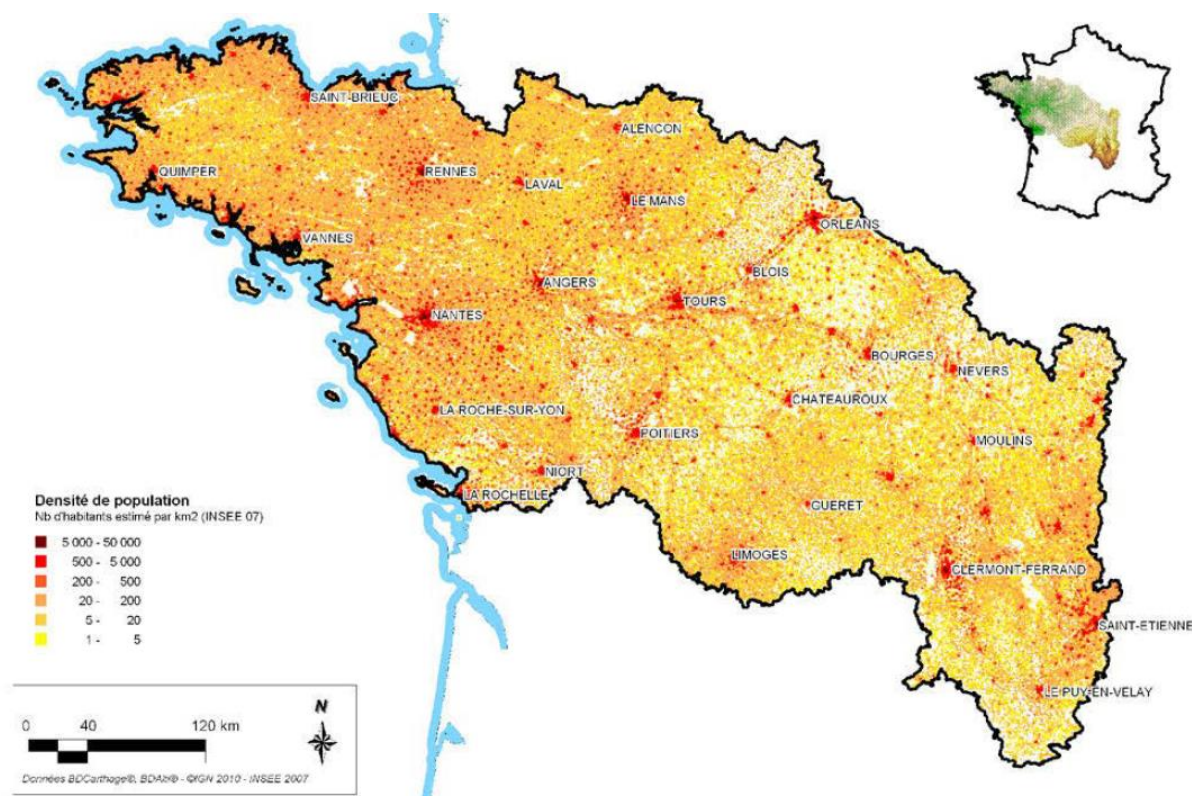 SAINT-BRIEUC
ALENCON
QUIMPER
RENNES
LAVAL
LE MANS
ORLEANS
VANNES
BLOIS
ANGERS
TOURS
NANTES
BOURGES
NEVERS
CHATEAUROUX
LA ROCHE-SUR-YON
POITIERS
MOULINS
NIORT
LA ROCHELLE
GUERET
LIMOGES
CLERMONT-FERRAND
SAINT-ETIENNE
LE PUY-EN-VELAY
Densité de population
Nb d'habitants estimé par km2 (INSEE 07)
5 000 - 50 000
500 - 5 000
200 - 500
20 - 200
5 - 20
1 - 5
N
0 40 120 km
Données BDCarthage®, BDAlti® - ©IGN 2010 - INSEE 2007